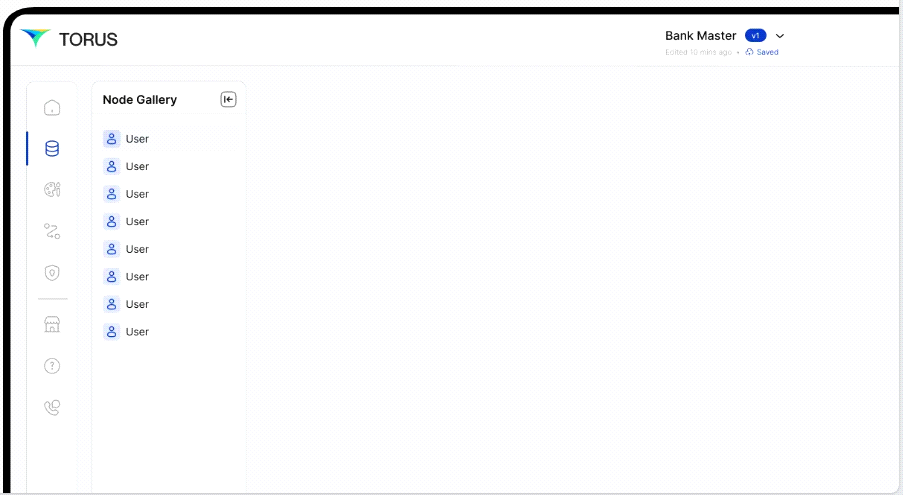 TORUS
Bank Master v1
Edited 10 mins ago • Saved
Node Gallery
User
User
User
User
User
User
User
User